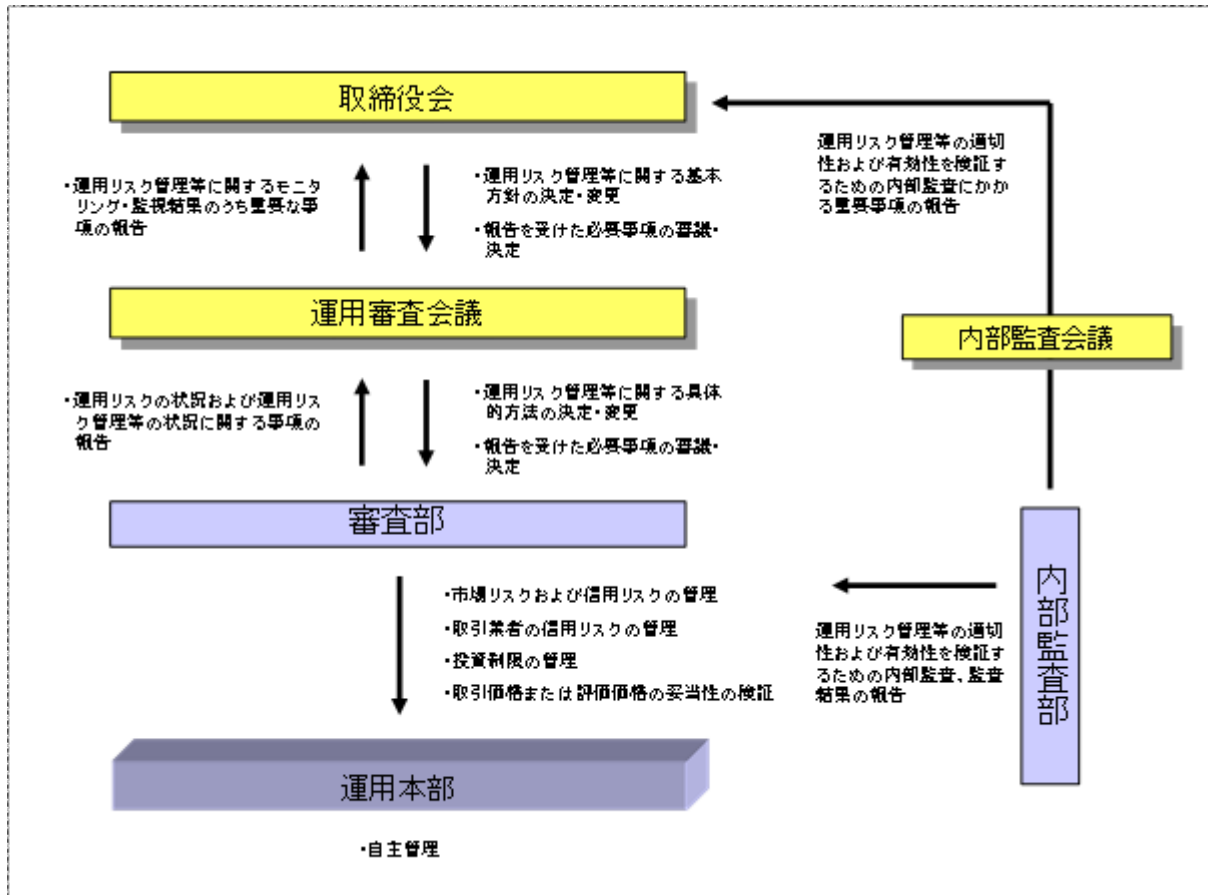 取締役会
運用リスク管理等の適切
性および有効性を検証す
るための内部監査にかか
る重要事項の報告
・運用リスク管理等に関するモニタ
リング・監視結果のうち重要な事
項の報告
・運用リスク管理等に関する基本
方針の決定・変更
・報告を受けた必要事項の審議・
決定
運用審査会議
内部監査会議
・運用リスクの状況および運用リス
ク管理等の状況に関する事項の
報告
・運用リスク管理等に関する具体
的方法の決定・変更
・報告を受けた必要事項の審議・
決定
審査部
内部監査部
・市場リスクおよび信用リスクの管理
・取引業者の信用リスクの管理
・投資制限の管理
・取引価格または評価価格の妥当性の検証
運用リスク管理等の適切
性および有効性を検証す
るための内部監査、監査
結果の報告
運用本部
・自主管理